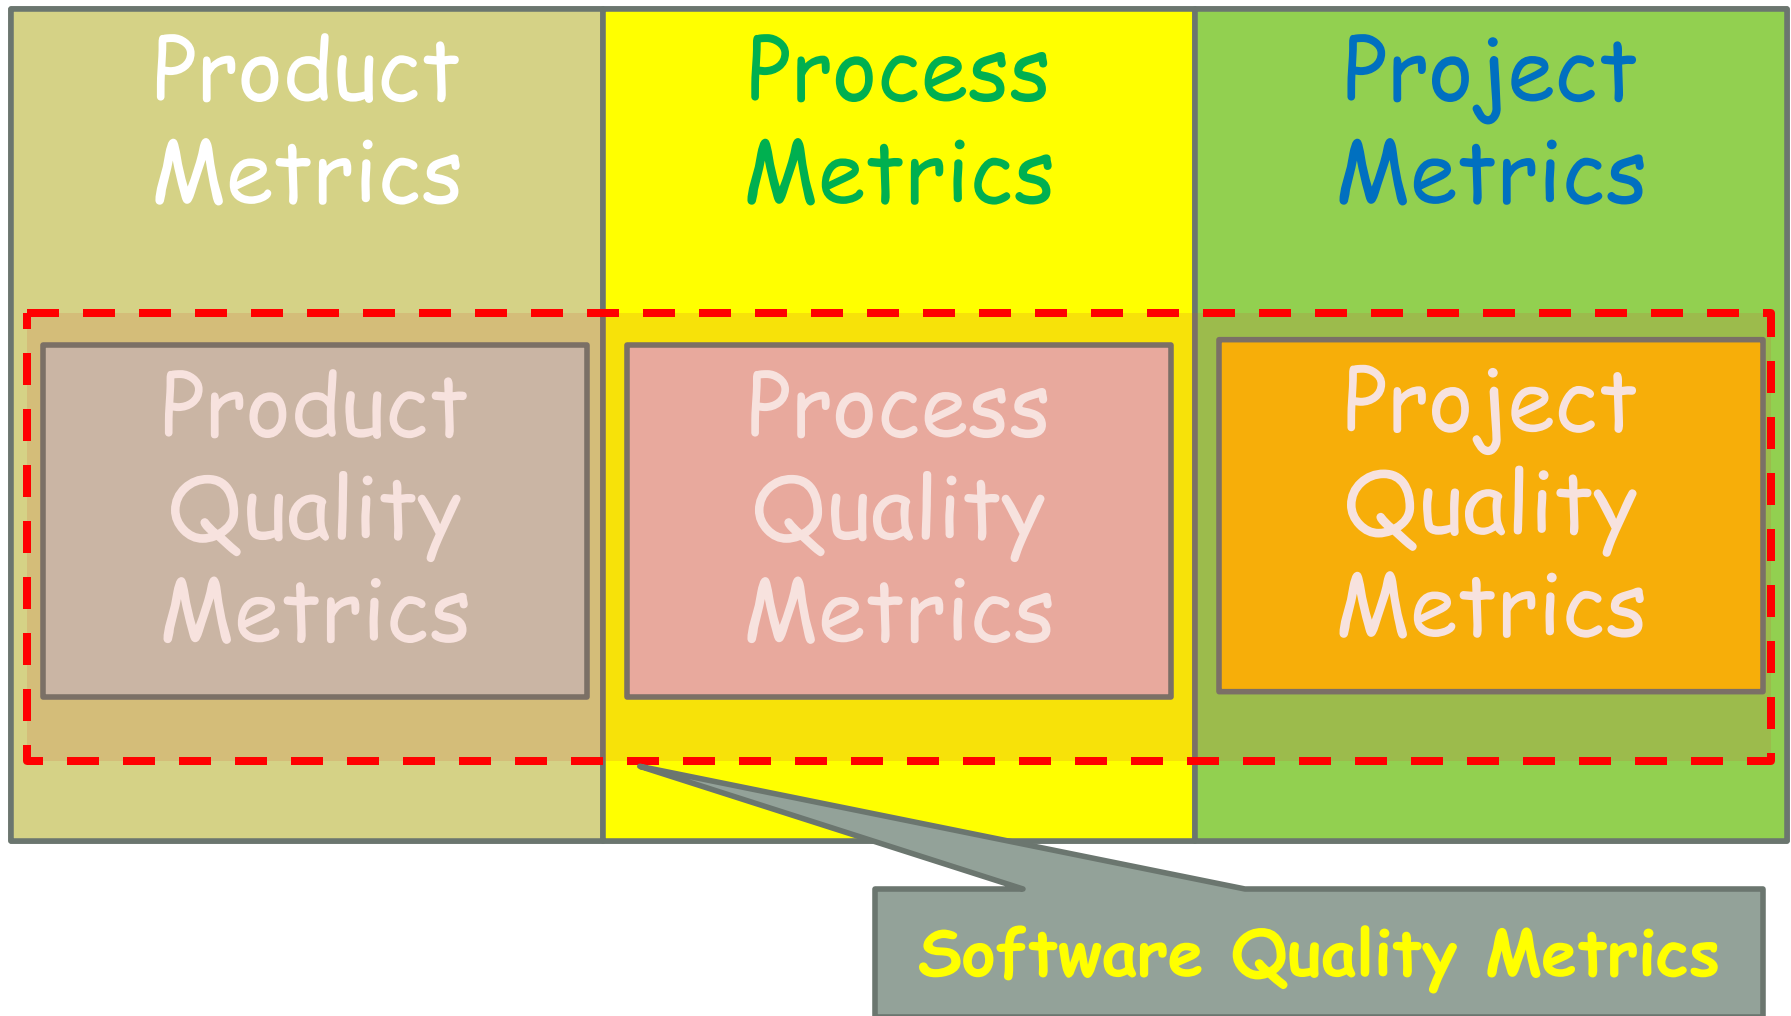 Product
Metrics
Process
Metrics
Project
Metrics
Product
Quality
Metrics
Process
Quality
Metrics
Project
Quality
Metrics
Software Quality Metrics